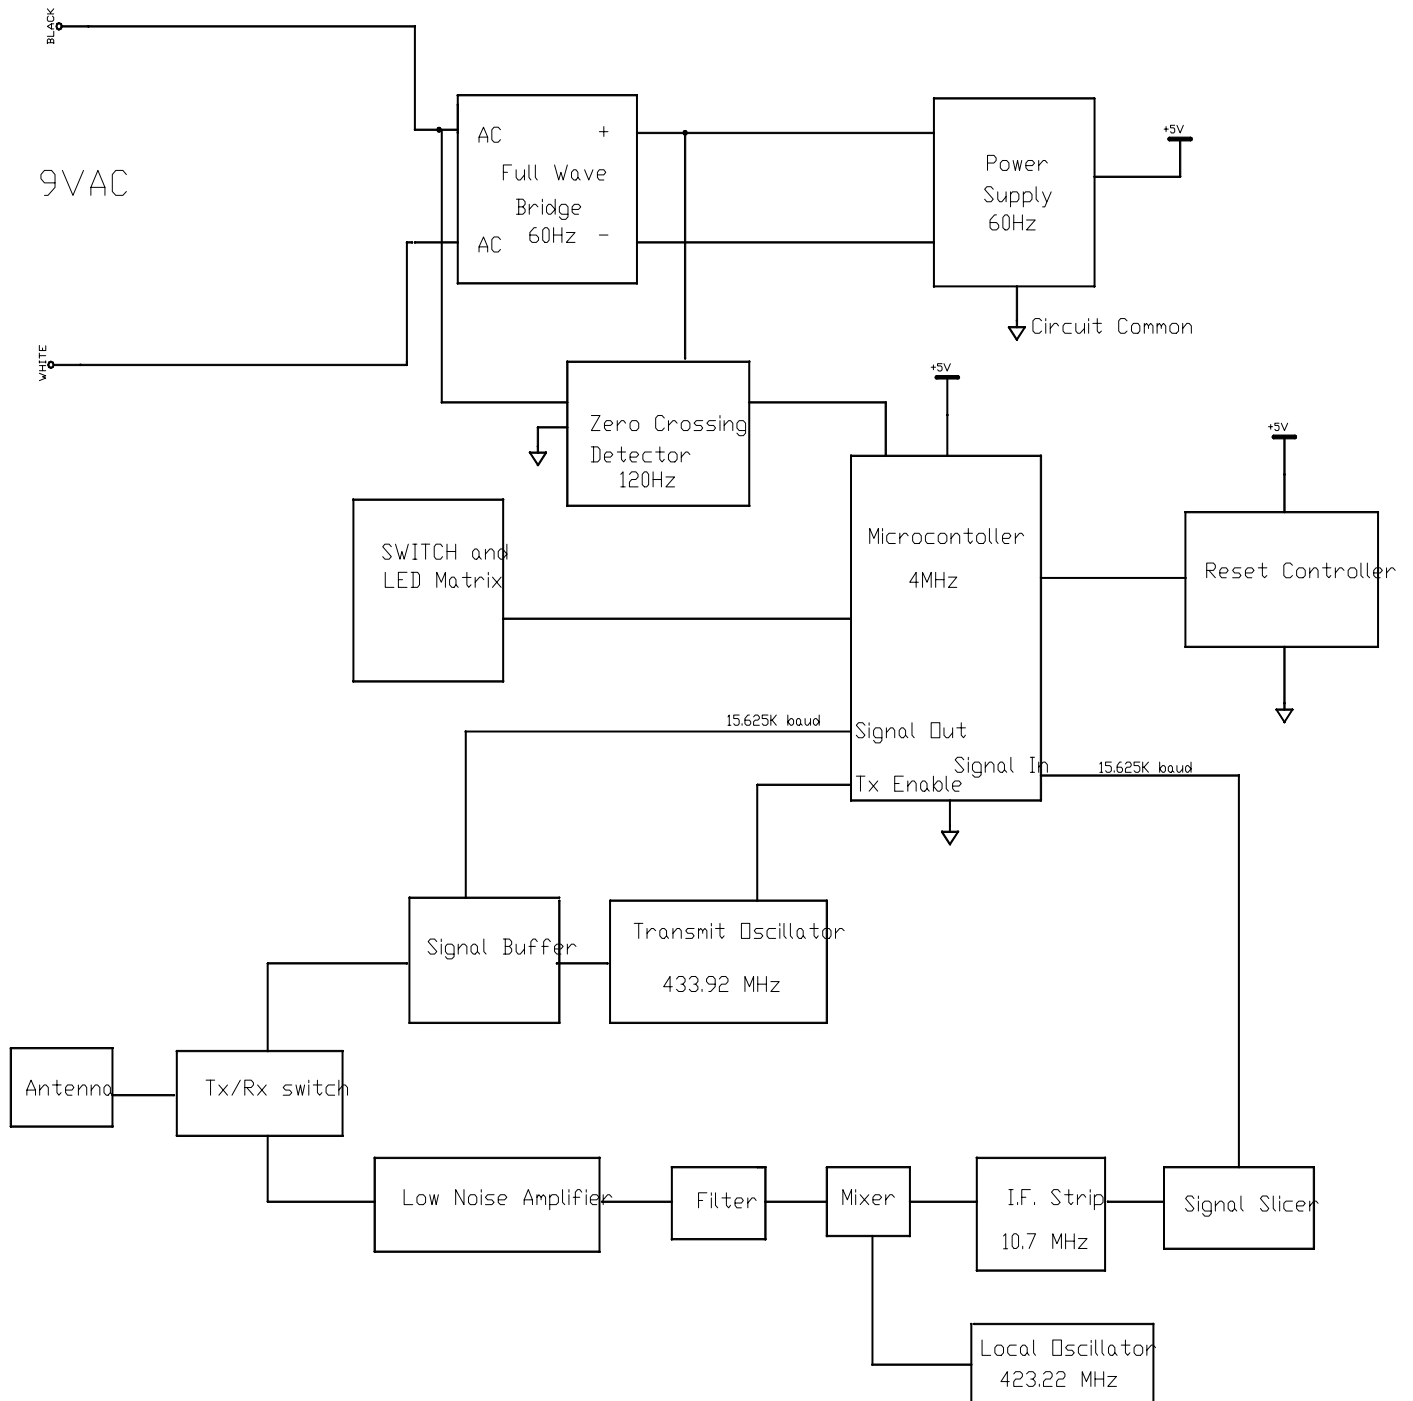 BLACK
9VAC
WHITE
AC +
Full Wave
Bridge
60Hz -
AC
Power
Supply
60Hz
+5V
Circuit Common
Zero Crossing
Detector
120Hz
+5V
+5V
SWITCH and
LED Matrix
Microcontoller
4MHz
Reset Controller
15.625K baud
Signal Out
Signal In
15.625K baud
Tx Enable
Signal Buffer
Transmit Oscillator
433.92 MHz
Antenna
Tx/Rx switch
Low Noise Amplifier
Filter
Mixer
I.F. Strip
10.7 MHz
Signal Slicer
Local Oscillator
423.22 MHz